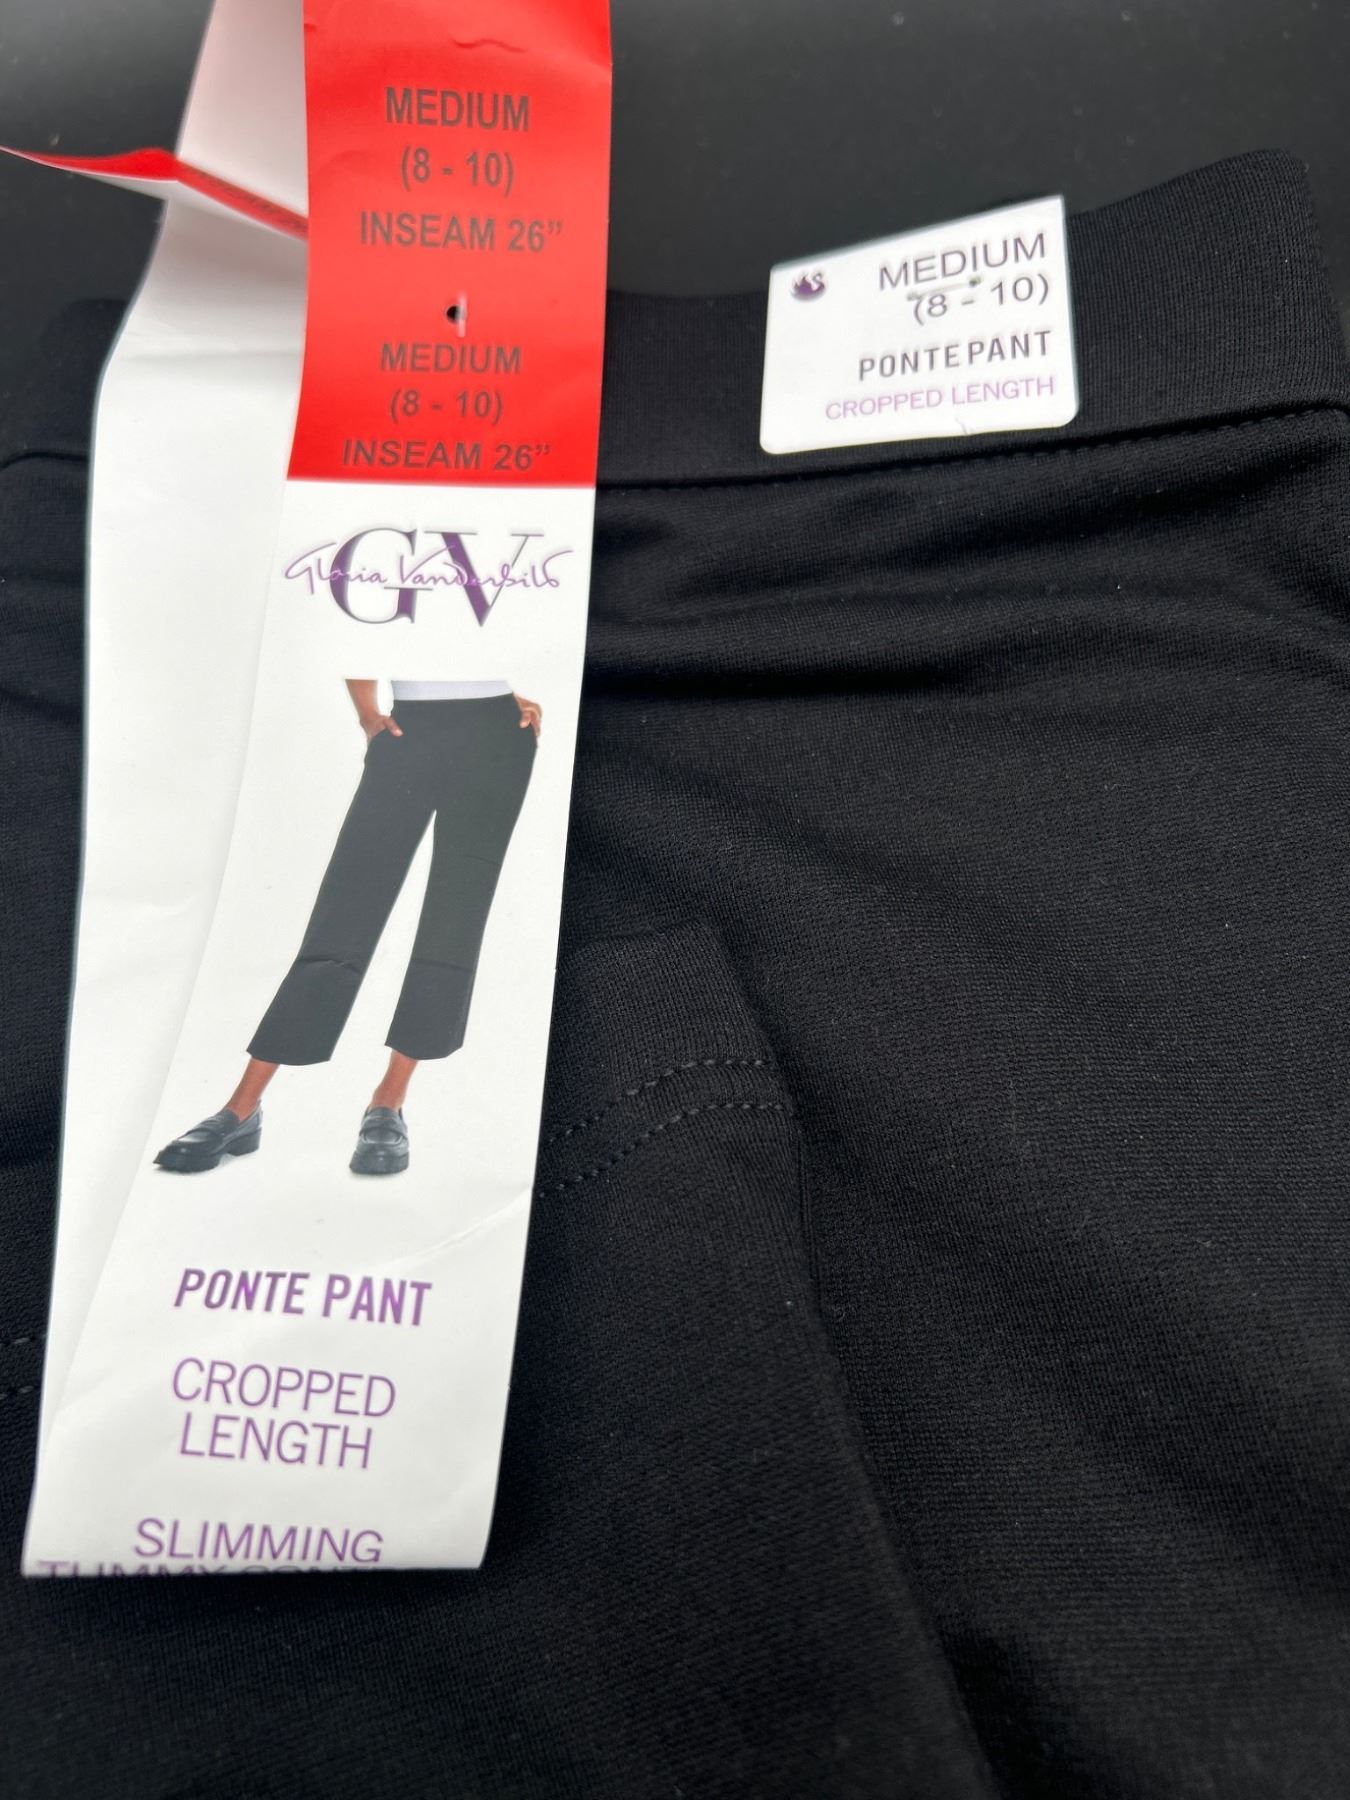 MEDIUM
(8 - 10)
INSEAM 26"
MEDIUM
(8 - 10)
INSEAM 26"
GV
Gloria Vanderbilt
PONTE PANT
CROPPED
LENGTH
SLIMMING
TUMMY
MEDIUM
(8 - 10)
PONTE PANT
CROPPED LENGTH